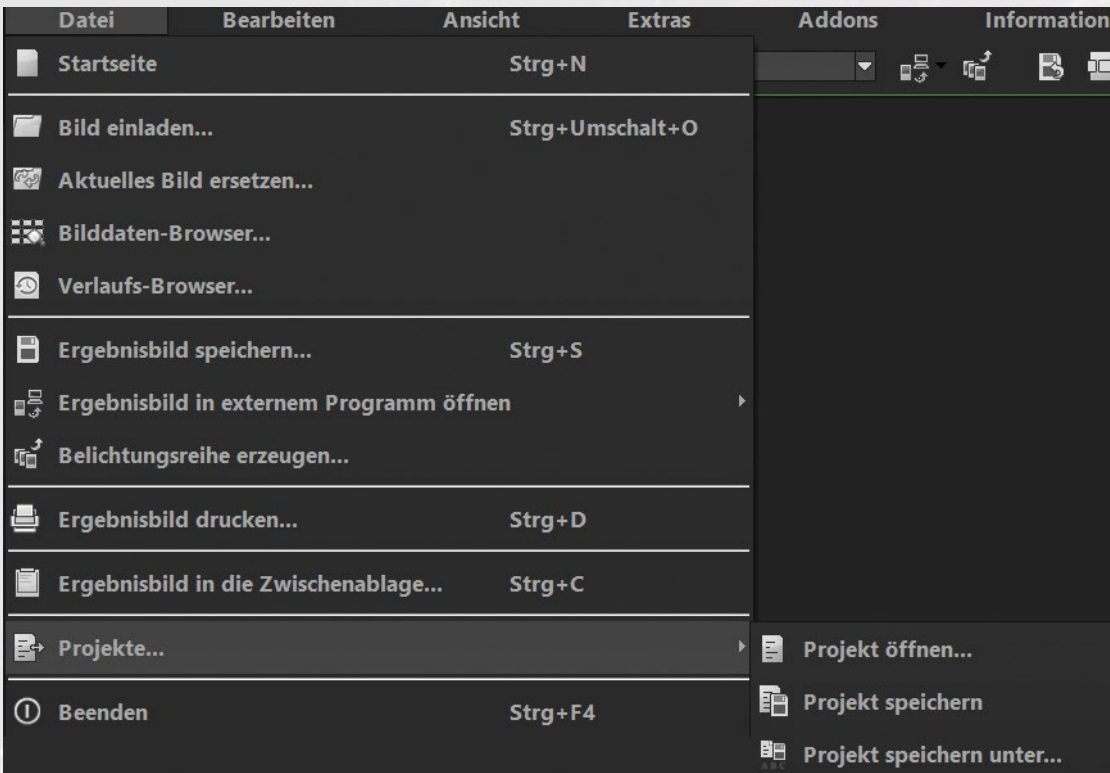 Datei Bearbeiten Ansicht Extras Addons Information
Startseite Strg+N
Bild einladen... Strg+Umschalt+O
Aktuelles Bild ersetzen...
Bilddaten-Browser...
Verlaufs-Browser...
Ergebnisbild speichern... Strg+S
Ergebnisbild in externem Programm öffnen
Belichtungsreihe erzeugen...
Ergebnisbild drucken... Strg+D
Ergebnisbild in die Zwischenablage... Strg+C
Projekte... Projekt öffnen...
Projekt speichern
Beenden Strg+F4
Projekt speichern unter...
ABC